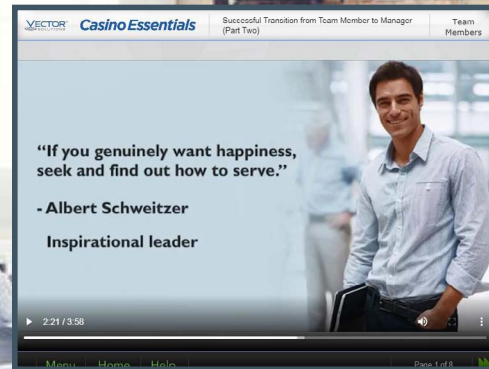 VECTOR SOLUTIONS
Casino Essentials
Successful Transition from Team Member to Manager
(Part Two)
Team
Members
“If you genuinely want happiness,
seek and find out how to serve.”
- Albert Schweitzer
Inspirational leader
2:21 / 3:58
Menu
Home
Help
Page 1 of 8